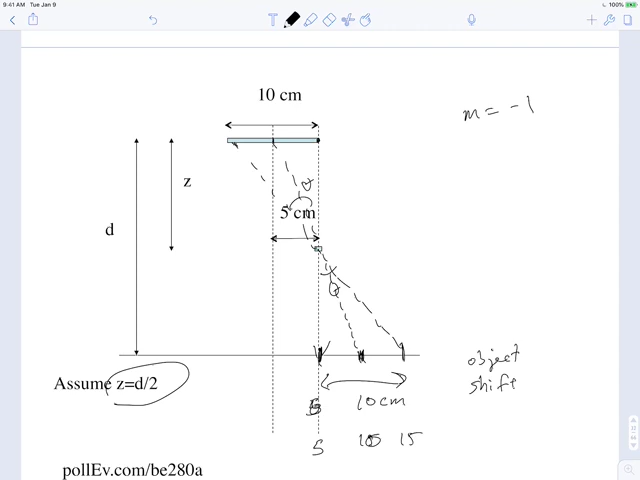 9:41 AM Tue Jan 9
100%
10 cm
m = -1
z
5 cm
d
object
shift
Assume z=d/2
10cm
5
15
pollEv.com/be280a